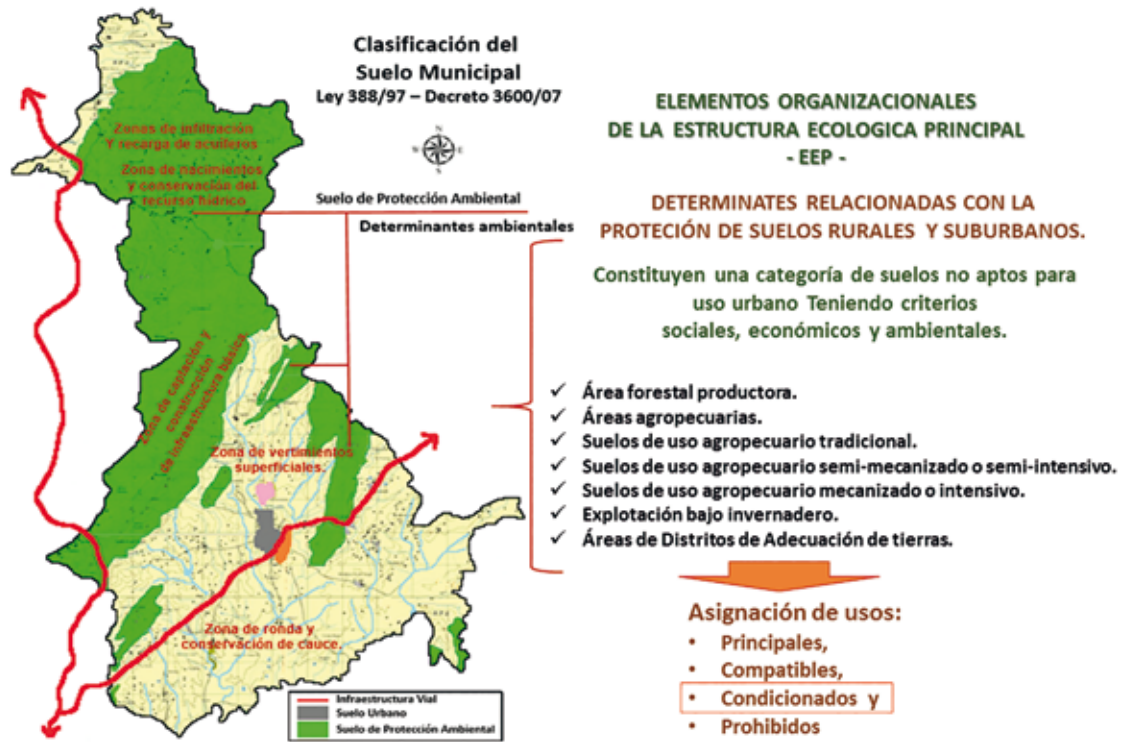 Clasificación del
Suelo Municipal
Ley 388/97 – Decreto 3600/07
N
W
E
S
Zonas de infiltración
Y recarga de acuíferos
Zona de nacimientos
y conservación del
recurso hídrico
Suelo de Protección Ambiental
Determinantes ambientales
Zona de captación y
construcción
de infraestructura básica.
Zona de vertimientos
superficiales.
Zona de ronda y
conservación de cauce.
Infraestructura Vial
Suelo Urbano
Suelo de Protección Ambiental
ELEMENTOS ORGANIZACIONALES
DE LA ESTRUCTURA ECOLOGICA PRINCIPAL
- EEP -
DETERMINATES RELACIONADAS CON LA
PROTECIÓN DE SUELOS RURALES Y SUBURBANOS.
Constituyen una categoría de suelos no aptos para
uso urbano Teniendo criterios
sociales, económicos y ambientales.
✓ Área forestal productora.
✓ Áreas agropecuarias.
✓ Suelos de uso agropecuario tradicional.
✓ Suelos de uso agropecuario semi-mecanizado o semi-intensivo.
✓ Suelos de uso agropecuario mecanizado o intensivo.
✓ Explotación bajo invernadero.
✓ Áreas de Distritos de Adecuación de tierras.
Asignación de usos:
• Principales,
• Compatibles,
• Condicionados y
• Prohibidos